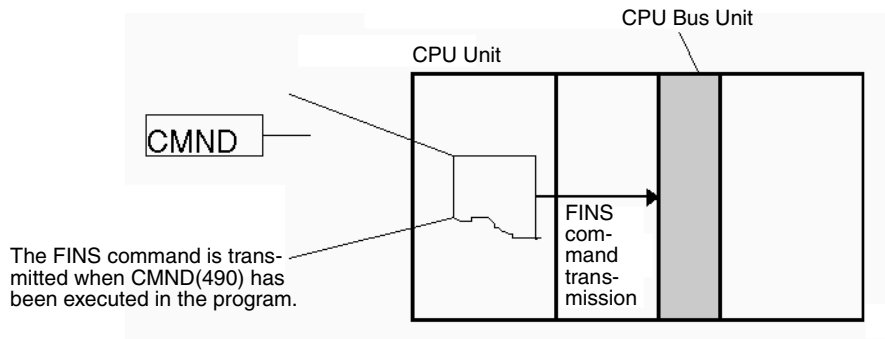 CPU Bus Unit
CPU Unit
CMND
FINS
com-
mand
trans-
mission
The FINS command is trans-
mitted when CMND(490) has
been executed in the program.